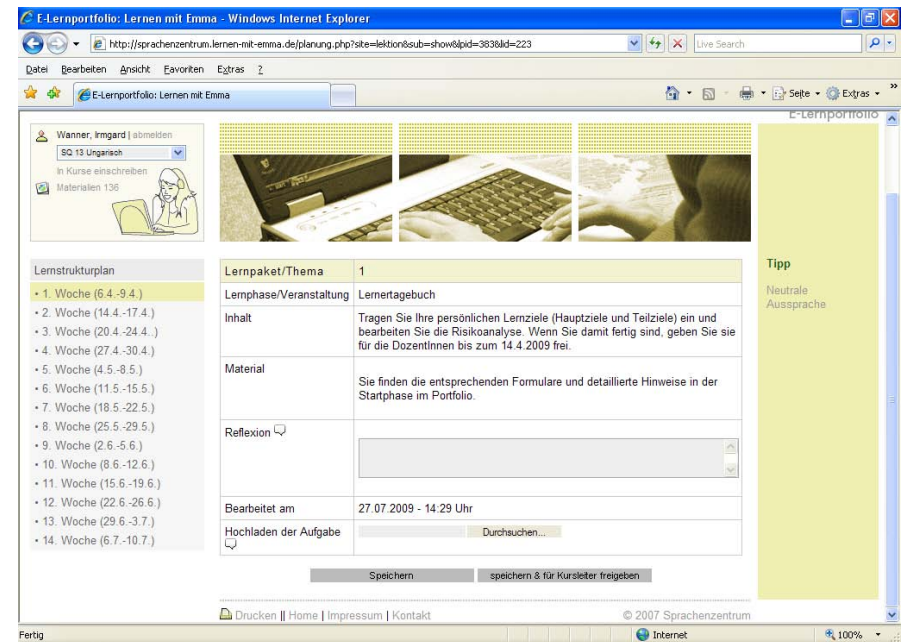 E-Lernportfolio: Lernen mit Emma - Windows Internet Explorer
http://sprachenzentrum.lernen-mit-emma.de/planung.php?site=lektion&sub=show&lpid=383&lid=223
Live Search
Datei Bearbeiten Ansicht Favoriten Extras ?
E-Lernportfolio: Lernen mit Emma
Seite
Extras
E-Lernportfolio
Wanner, Irmgard | abmelden
SQ 13 Ungarisch
In Kurse einschreiben
Materialien 136
Lernstrukturplan
• 1. Woche (6.4.-9.4.)
• 2. Woche (14.4.-17.4.)
• 3. Woche (20.4.-24.4..)
• 4. Woche (27.4.-30.4.)
• 5. Woche (4.5.-8.5.)
• 6. Woche (11.5.-15.5.)
• 7. Woche (18.5.-22.5.)
• 8. Woche (25.5.-29.5.)
• 9. Woche (2.6.-5.6.)
• 10. Woche (8.6.-12.6.)
• 11. Woche (15.6.-19.6.)
• 12. Woche (22.6.-26.6.)
• 13. Woche (29.6.-3.7.)
• 14. Woche (6.7.-10.7.)
Lernpaket/Thema 1
Lernphase/Veranstaltung Lernertagebuch
Inhalt Tragen Sie Ihre persönlichen Lernziele (Hauptziele und Teilziele) ein und
bearbeiten Sie die Risikoanalyse. Wenn Sie damit fertig sind, geben Sie sie
für die DozentInnen bis zum 14.4.2009 frei.
Material
Sie finden die entsprechenden Formulare und detaillierte Hinweise in der
Startphase im Portfolio.
Reflexion
Bearbeitet am 27.07.2009 - 14:29 Uhr
Hochladen der Aufgabe Durchsuchen...
Speichern speichern & für Kursleiter freigeben
Drucken || Home | Impressum | Kontakt © 2007 Sprachenzentrum
Tipp
Neutrale
Aussprache
Fertig Internet 100%